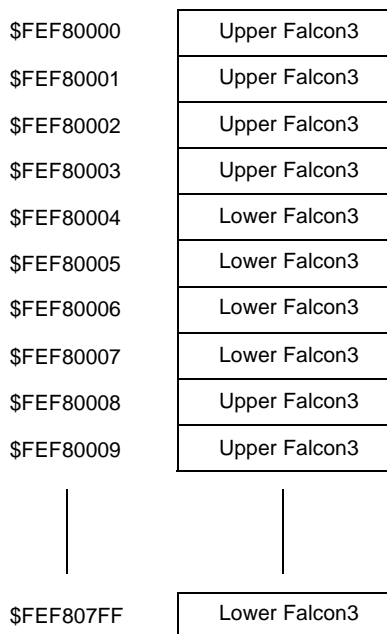 $FEF80000 Upper Falcon3
$FEF80001 Upper Falcon3
$FEF80002 Upper Falcon3
$FEF80003 Upper Falcon3
$FEF80004 Lower Falcon3
$FEF80005 Lower Falcon3
$FEF80006 Lower Falcon3
$FEF80007 Lower Falcon3
$FEF80008 Upper Falcon3
$FEF80009 Upper Falcon3
$FEF807FF Lower Falcon3